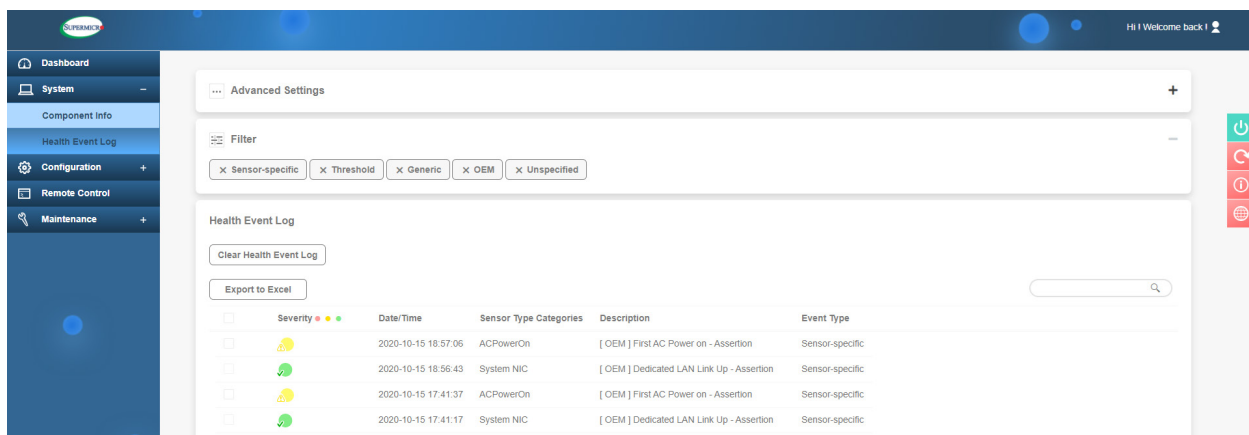 SUPERMICR
Hi ! Welcome back !
Dashboard
System −
Component Info
Health Event Log
Configuration +
Remote Control
Maintenance +
... Advanced Settings +
Filter −
× Sensor-specific × Threshold × Generic × OEM × Unspecified
Health Event Log
Clear Health Event Log
Export to Excel
Severity Date/Time Sensor Type Categories Description Event Type
2020-10-15 18:57:06 ACPowerOn [ OEM ] First AC Power on - Assertion Sensor-specific
2020-10-15 18:56:43 System NIC [ OEM ] Dedicated LAN Link Up - Assertion Sensor-specific
2020-10-15 17:41:37 ACPowerOn [ OEM ] First AC Power on - Assertion Sensor-specific
2020-10-15 17:41:17 System NIC [ OEM ] Dedicated LAN Link Up - Assertion Sensor-specific